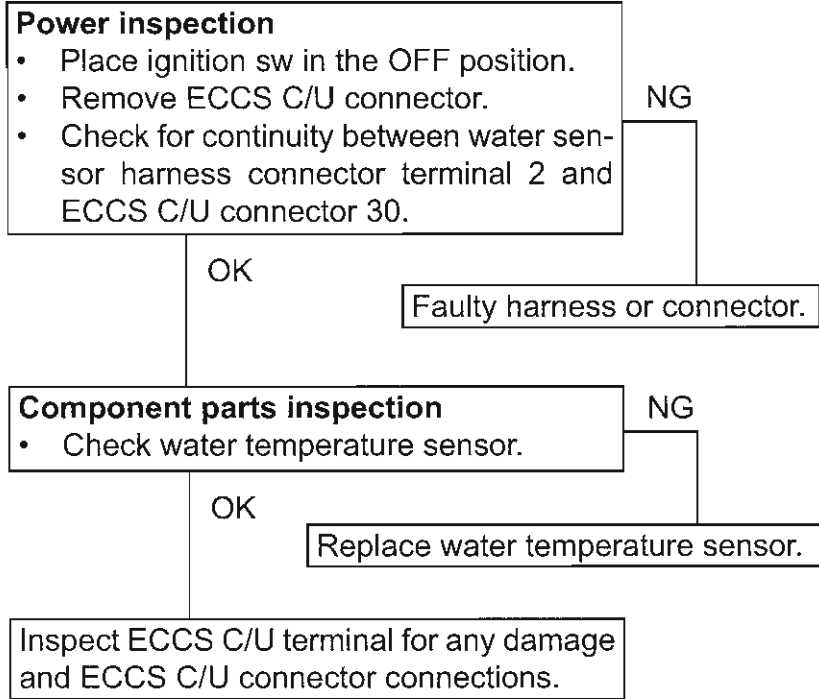 Power inspection
• Place ignition sw in the OFF position.
• Remove ECCS C/U connector.
• Check for continuity between water sen-
sor harness connector terminal 2 and
ECCS C/U connector 30.
NG
OK
Faulty harness or connector.
Component parts inspection
• Check water temperature sensor.
NG
OK
Replace water temperature sensor.
Inspect ECCS C/U terminal for any damage
and ECCS C/U connector connections.